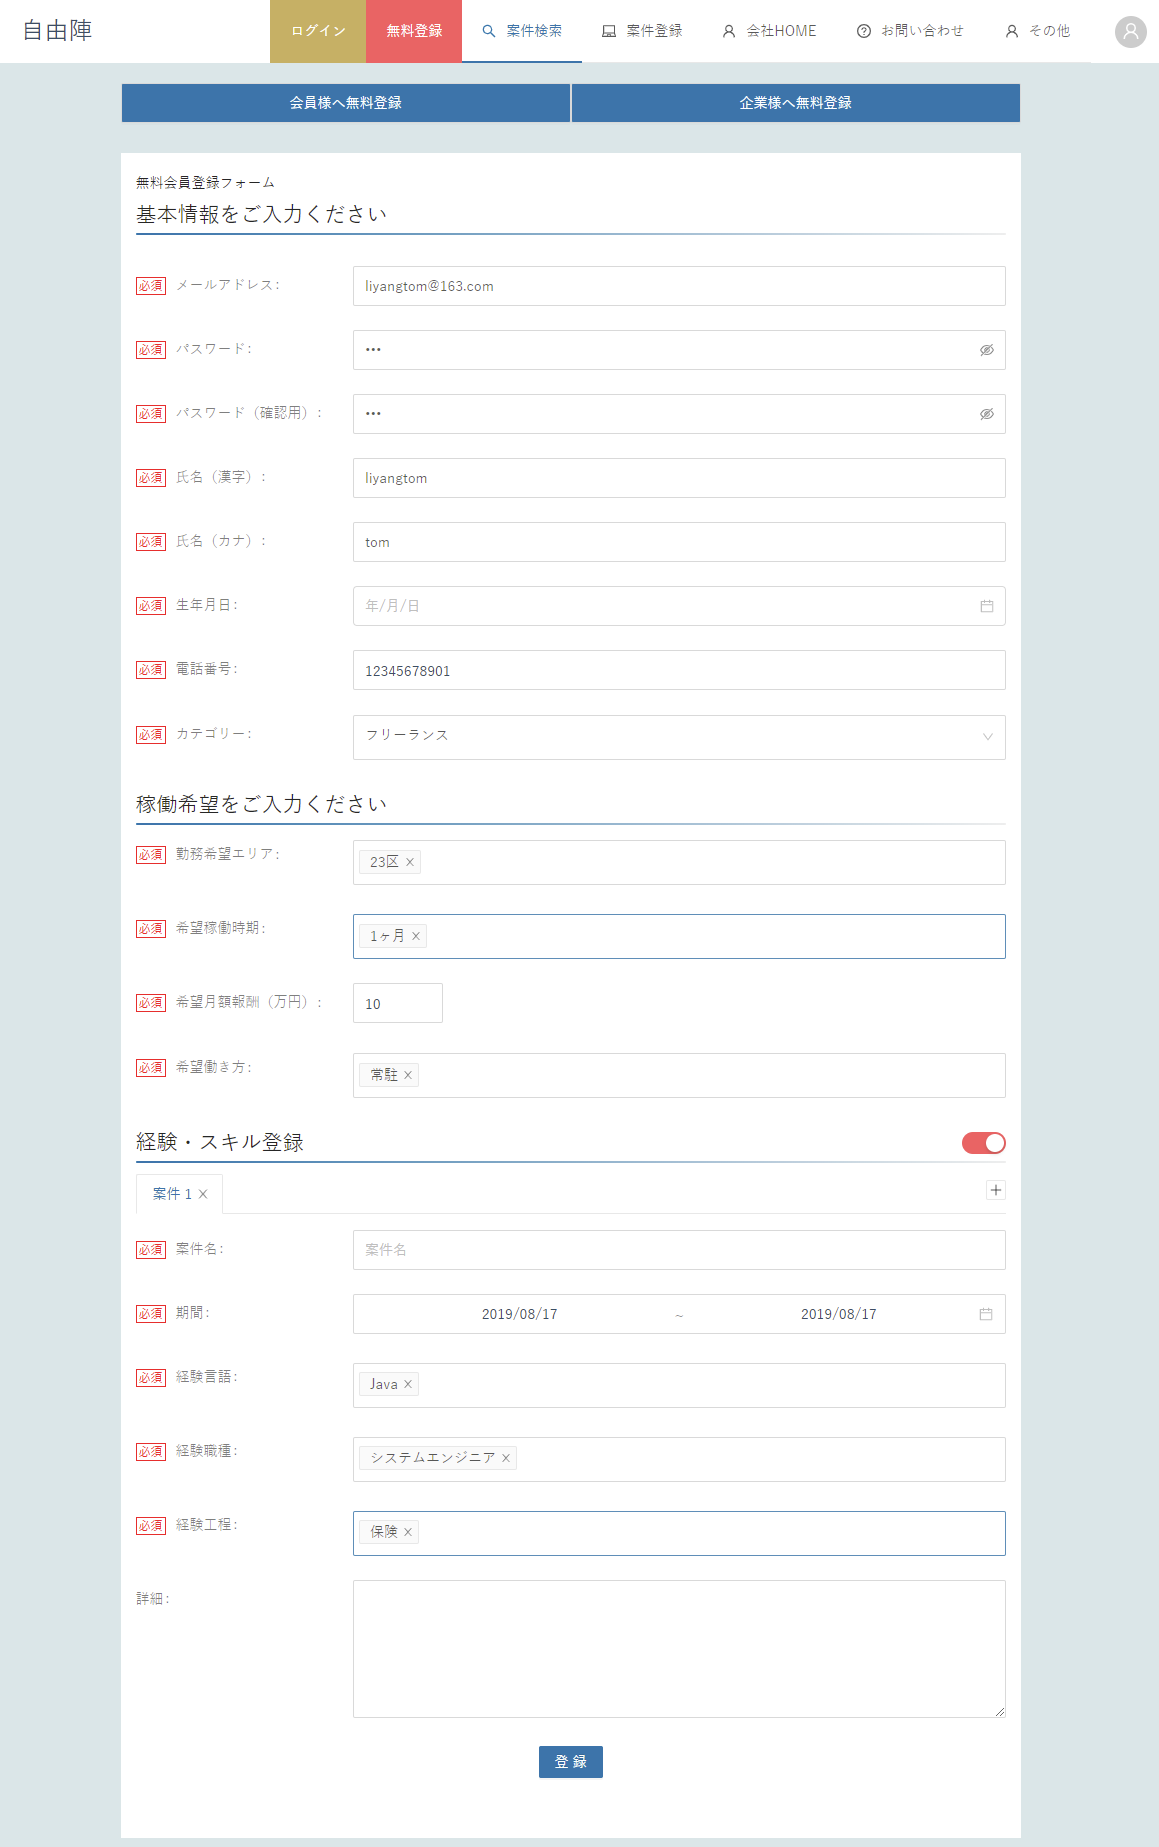 自由陣
ログイン 無料登録 案件検索 案件登録 会社HOME お問い合わせ その他
会員様へ無料登録 企業様へ無料登録
無料会員登録フォーム
基本情報をご入力ください
必須 メールアドレス: liyangtom@163.com
必須 パスワード: •••
必須 パスワード（確認用）: •••
必須 氏名（漢字）: liyangtom
必須 氏名（カナ）: tom
必須 生年月日: 年/月/日
必須 電話番号: 12345678901
必須 カテゴリー: フリーランス
稼働希望をご入力ください
必須 勤務希望エリア: 23区
必須 希望稼働時期: 1ヶ月
必須 希望月額報酬（万円）: 10
必須 希望働き方: 常駐
経験・スキル登録
案件 1
必須 案件名: 案件名
必須 期間: 2019/08/17 ~ 2019/08/17
必須 経験言語: Java
必須 経験職種: システムエンジニア
必須 経験工程: 保険
詳細:
登 録